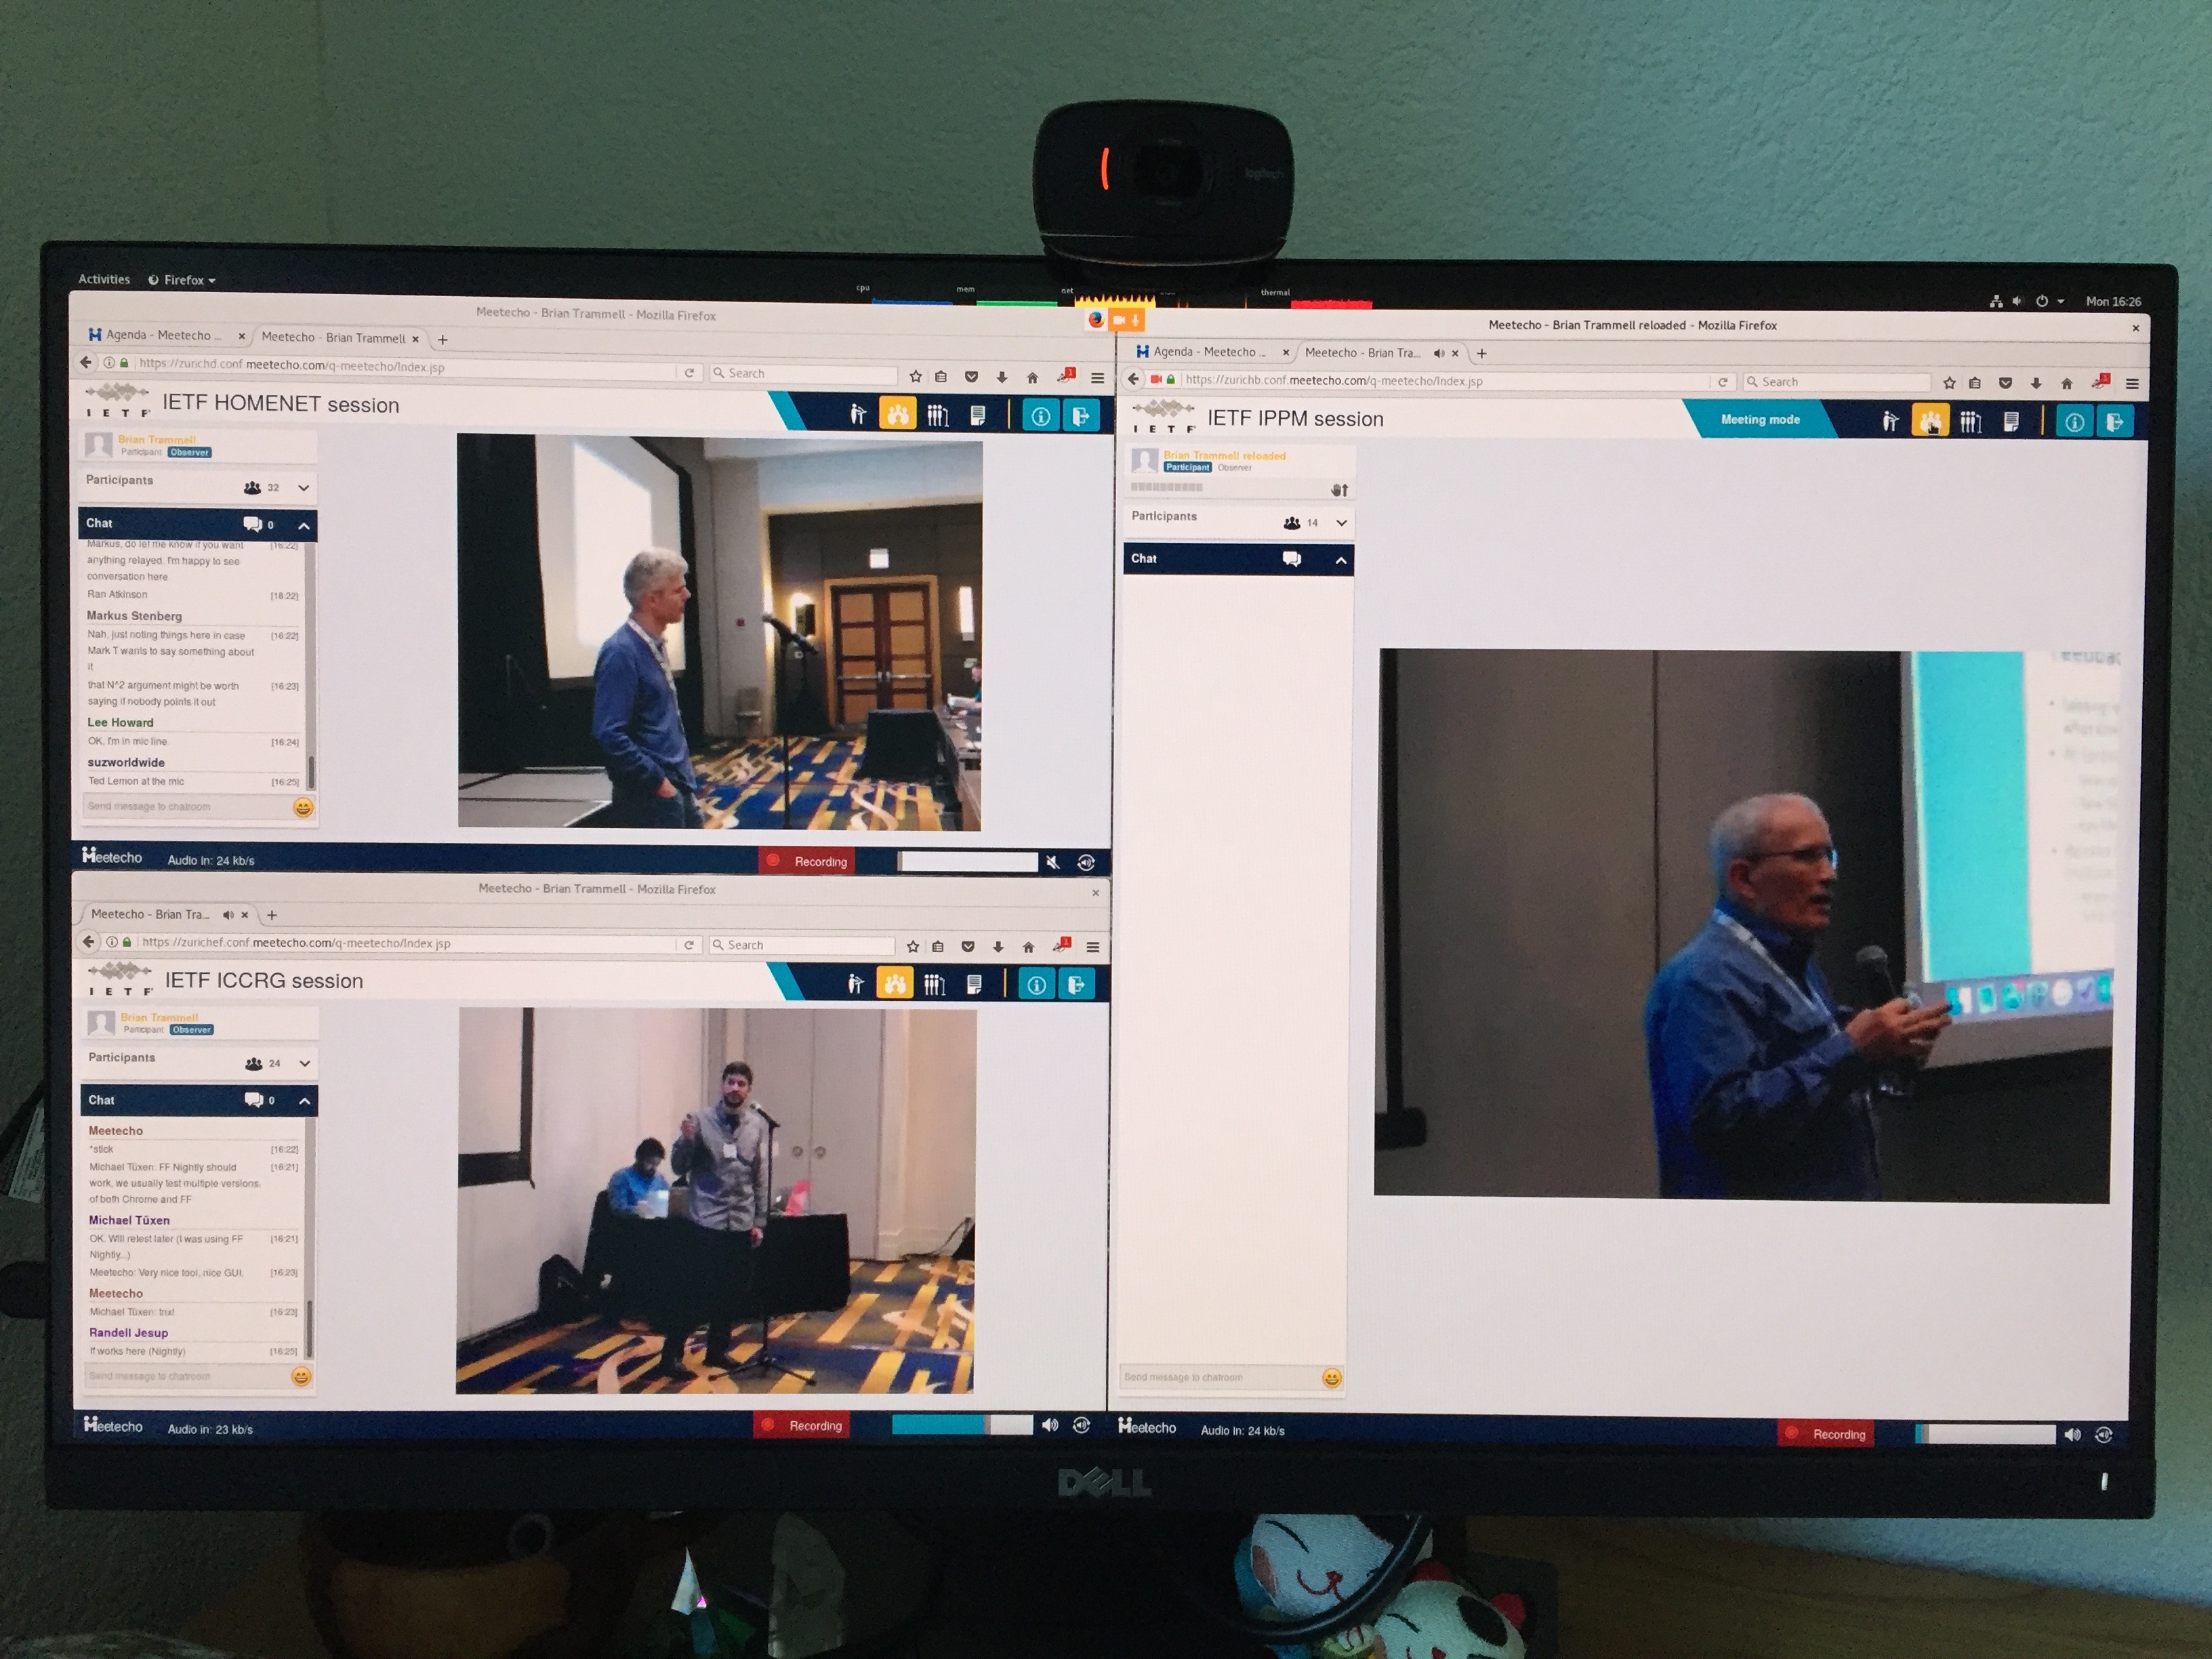 logitech
Activities
Firefox
cpu
mem
net
thermal
Mon 16:26
Meetecho - Brian Trammell - Mozilla Firefox
Agenda - Meetecho ...
Meetecho - Brian Trammell
https://zurichd.conf.meetecho.com/q-meetecho/Index.jsp
Search
1
IETF
IETF HOMENET session
Brian Trammell
Participant Observer
Participants 32
Chat 0
Markus, do let me know if you want [16:22]
anything relayed. I'm happy to see
conversation here
Ran Atkinson [16:22]
Markus Stenberg
Nah, just noting things here in case [16:22]
Mark T wants to say something about
it
that N^2 argument might be worth [16:23]
saying if nobody points it out
Lee Howard
OK, I'm in mic line. [16:24]
suzworldwide
Ted Lemon at the mic [16:25]
Send message to chatroom
Meetecho Audio in: 24 kb/s Recording
Meetecho - Brian Trammell - Mozilla Firefox
Meetecho - Brian Tra...
https://zurichef.conf.meetecho.com/q-meetecho/Index.jsp
Search
1
IETF
IETF ICCRG session
Brian Trammell
Participant Observer
Participants 24
Chat 0
Meetecho
*stick [16:22]
Michael Tüxen: FF Nightly should [16:21]
work, we usually test multiple versions,
of both Chrome and FF
Michael Tüxen
OK. Will retest later (I was using FF [16:21]
Nightly...)
Meetecho: Very nice tool, nice GUI. [16:23]
Meetecho
Michael Tüxen: tnx! [16:23]
Randell Jesup
It works here (Nightly) [16:25]
Send message to chatroom
Meetecho Audio in: 23 kb/s Recording
Meetecho - Brian Trammell reloaded - Mozilla Firefox
Agenda - Meetecho ...
Meetecho - Brian Tra...
https://zurichb.conf.meetecho.com/q-meetecho/Index.jsp
Search
1
IETF
IETF IPPM session
Meeting mode
Brian Trammell reloaded
Participant Observer
Participants 14
Chat
Send message to chatroom
Meetecho Audio in: 24 kb/s Recording
DELL